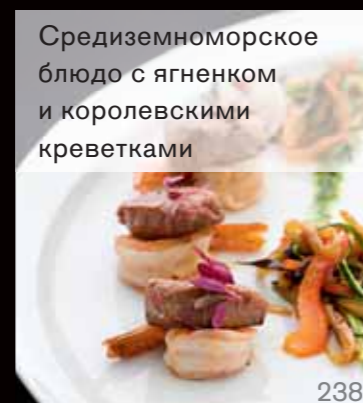 Средиземноморское
блюдо с ягненком
и королевскими
креветками
238